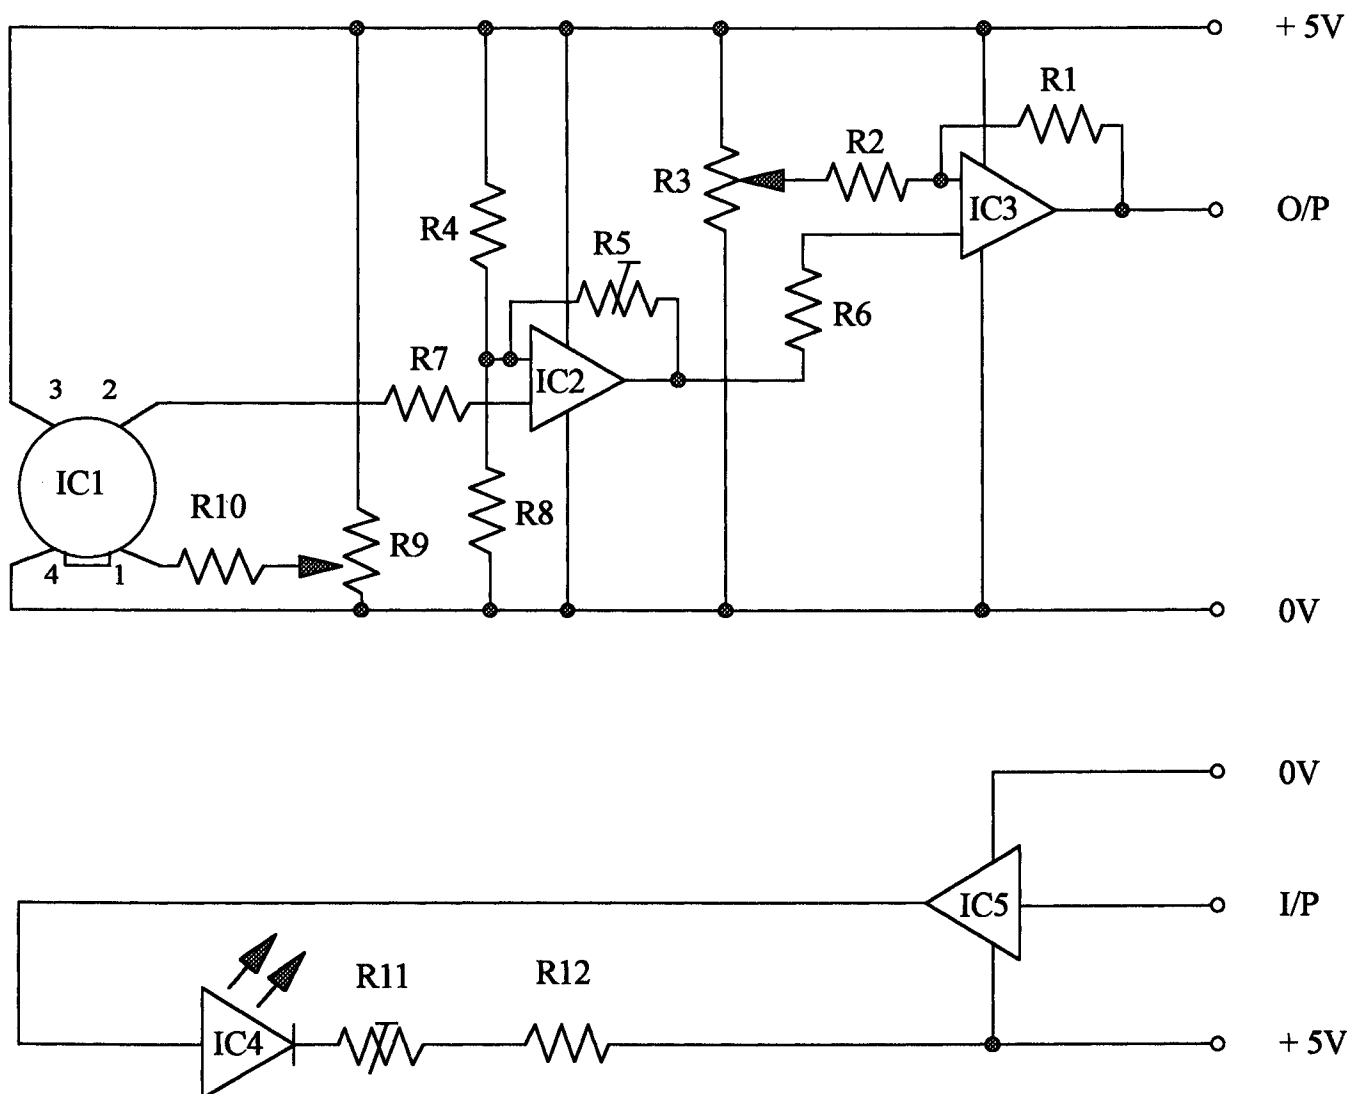 + 5V
R1
R2
R3
IC3
O/P
R4
R5
R6
R7
IC2
3 2
IC1
R10
R8
R9
4 1
0V
0V
IC5
I/P
R11
R12
IC4
+ 5V